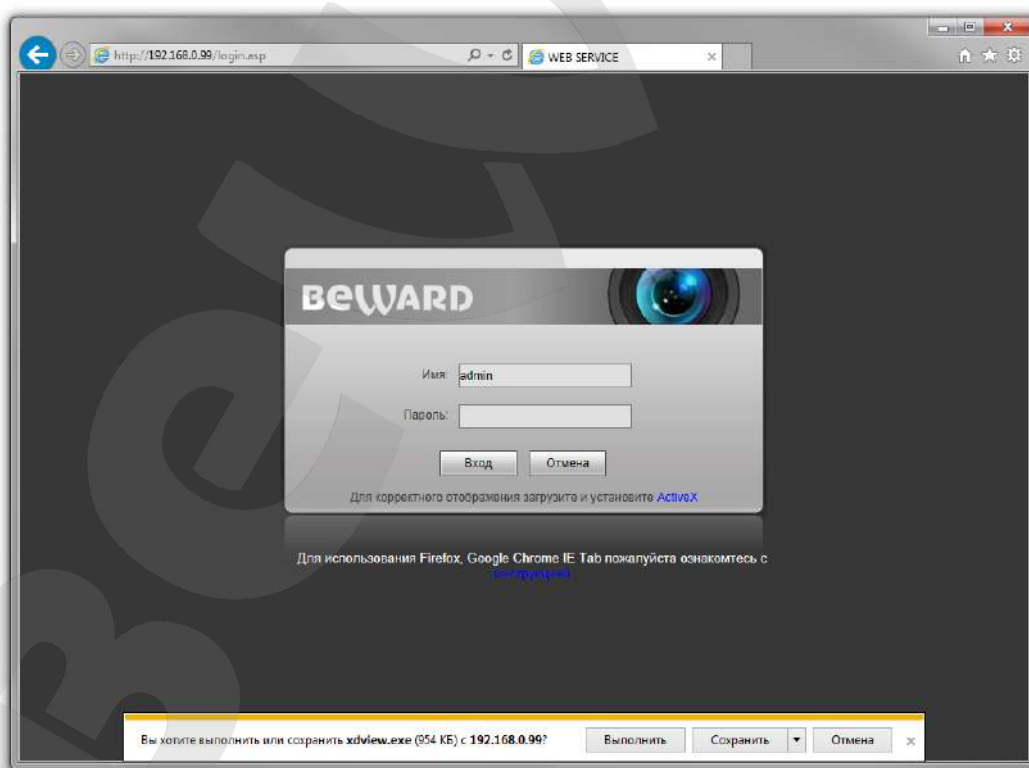 http://192.168.0.99/login.esp
WEB SERVICE
BEWARD
Имя:
admin
Пароль:
Вход
Отмена
Для корректного отображения загрузите и установите ActiveX
Для использования Firefox, Google Chrome IE Tab пожалуйста ознакомтесь с
инструкцией
Вы хотите выполнить или сохранить xdview.exe (954 КБ) с 192.168.0.99?
Выполнить
Сохранить
Отмена